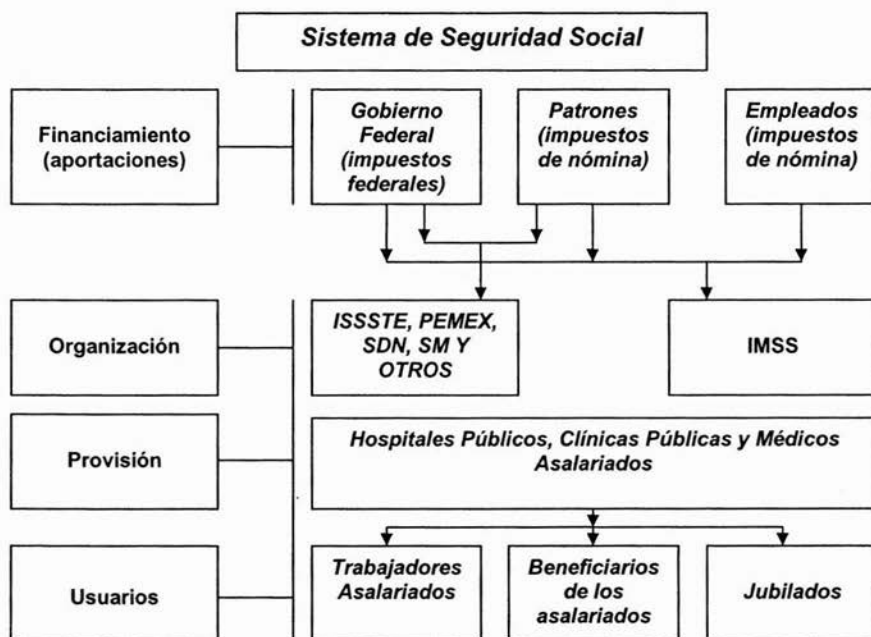 Sistema de Seguridad Social
Financiamiento
(aportaciones)
Gobierno
Federal
(impuestos
federales)
Patrones
(impuestos
de nómina)
Empleados
(impuestos
de nómina)
Organización
ISSSTE, PEMEX,
SDN, SM Y
OTROS
IMSS
Provisión
Hospitales Públicos, Clínicas Públicas y Médicos
Asalariados
Usuarios
Trabajadores
Asalariados
Beneficiarios
de los
asalariados
Jubilados